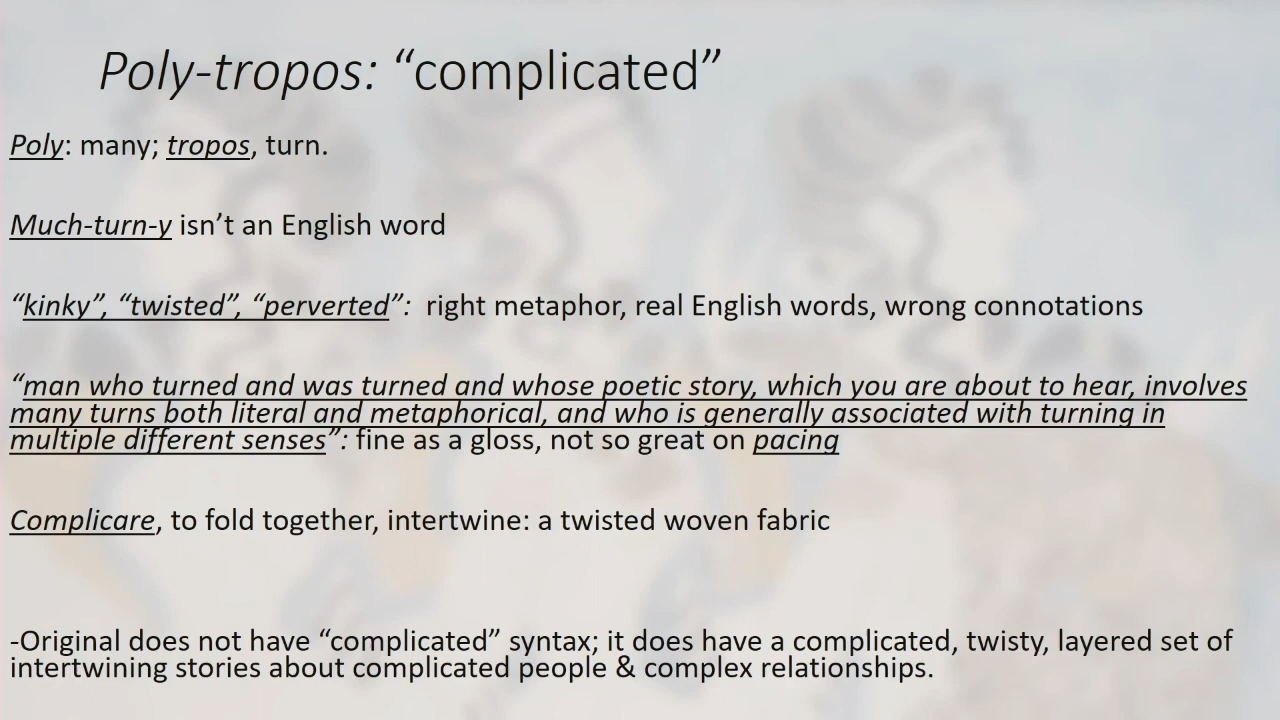 Poly-tropos: “complicated”
Poly: many; tropos, turn.
Much-turn-y isn’t an English word
“kinky”, “twisted”, “perverted”:  right metaphor, real English words, wrong connotations
“man who turned and was turned and whose poetic story, which you are about to hear, involves
many turns both literal and metaphorical, and who is generally associated with turning in
multiple different senses”: fine as a gloss, not so great on pacing
Complicare, to fold together, intertwine: a twisted woven fabric
-Original does not have “complicated” syntax; it does have a complicated, twisty, layered set of
intertwining stories about complicated people & complex relationships.